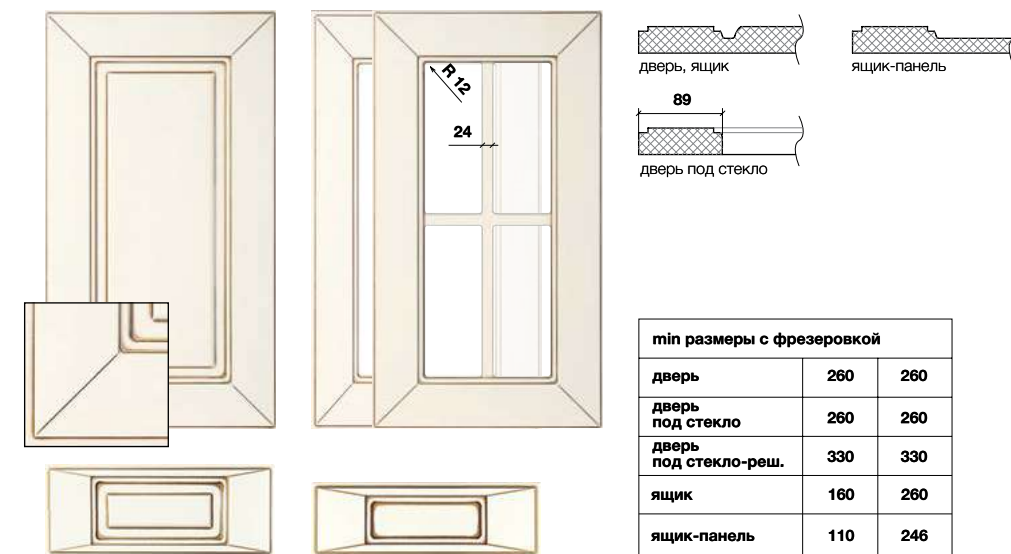 R 12
24
дверь, ящик
ящик-панель
89
дверь под стекло
min размеры с фрезеровкой
дверь 260 260
дверь
под стекло 260 260
дверь
под стекло-реш. 330 330
ящик 160 260
ящик-панель 110 246